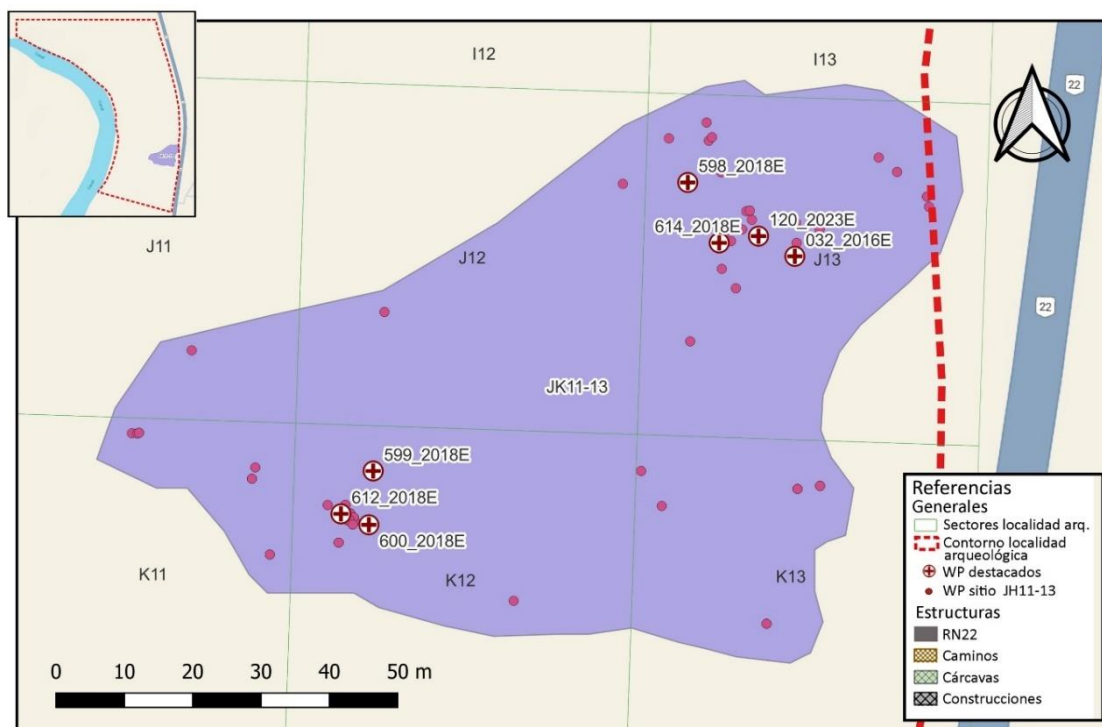 I12
I13
22
598_2018E
120_2023E
614_2018E
032_2016E
J11
J12
J13
22
JK11-13
599_2018E
612_2018E
600_2018E
K11
K12
K13
0 10 20 30 40 50 m
Referencias
Generales
Sectores localidad arq.
Contorno localidad
arqueológica
WP destacados
WP sitio JH11-13
Estructuras
RN22
Caminos
Cárcavas
Construcciones